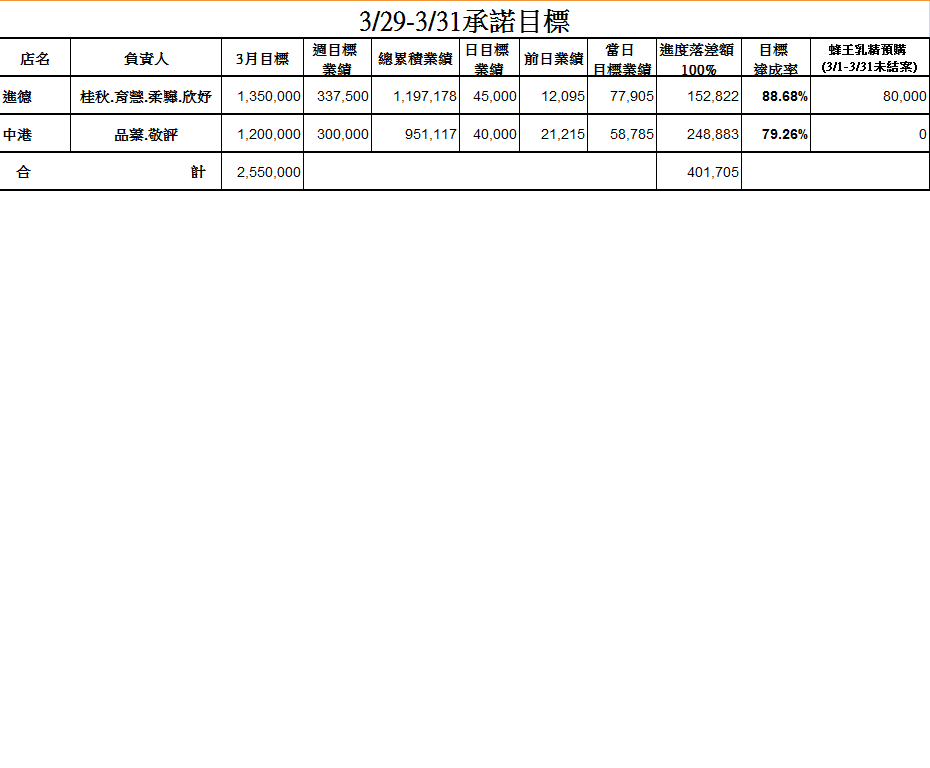 3/29-3/31承諾目標
店名 負責人 3月目標 週目標業績 總累積業績 日目標業績 前日業績 當日目標業績 進度落差額100% 目標達成率 蜂王乳精預購(3/1-3/31未結案)
進德 桂秋.育慧.柔驊.欣妤 1,350,000 337,500 1,197,178 45,000 12,095 77,905 152,822 88.68% 80,000
中港 品蓁.敬評 1,200,000 300,000 951,117 40,000 21,215 58,785 248,883 79.26% 0
合 計 2,550,000 401,705